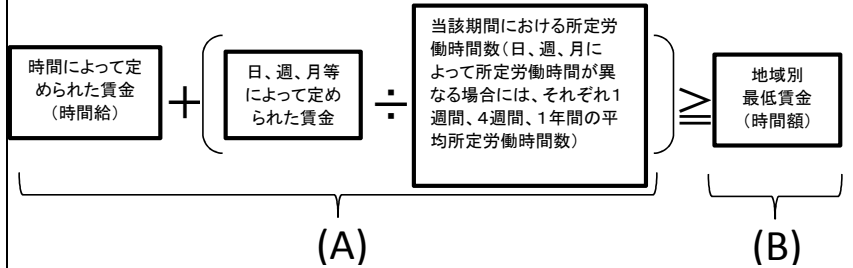 時間によって定
められた賃金
(時間給)
+
日、週、月等
によって定め
られた賃金
÷
当該期間における所定労
働時間数(日、週、月に
よって所定労働時間が異
なる場合には、それぞれ1
週間、4週間、1年間の平
均所定労働時間数)
≧
地域別
最低賃金
(時間額)
(A)
(B)